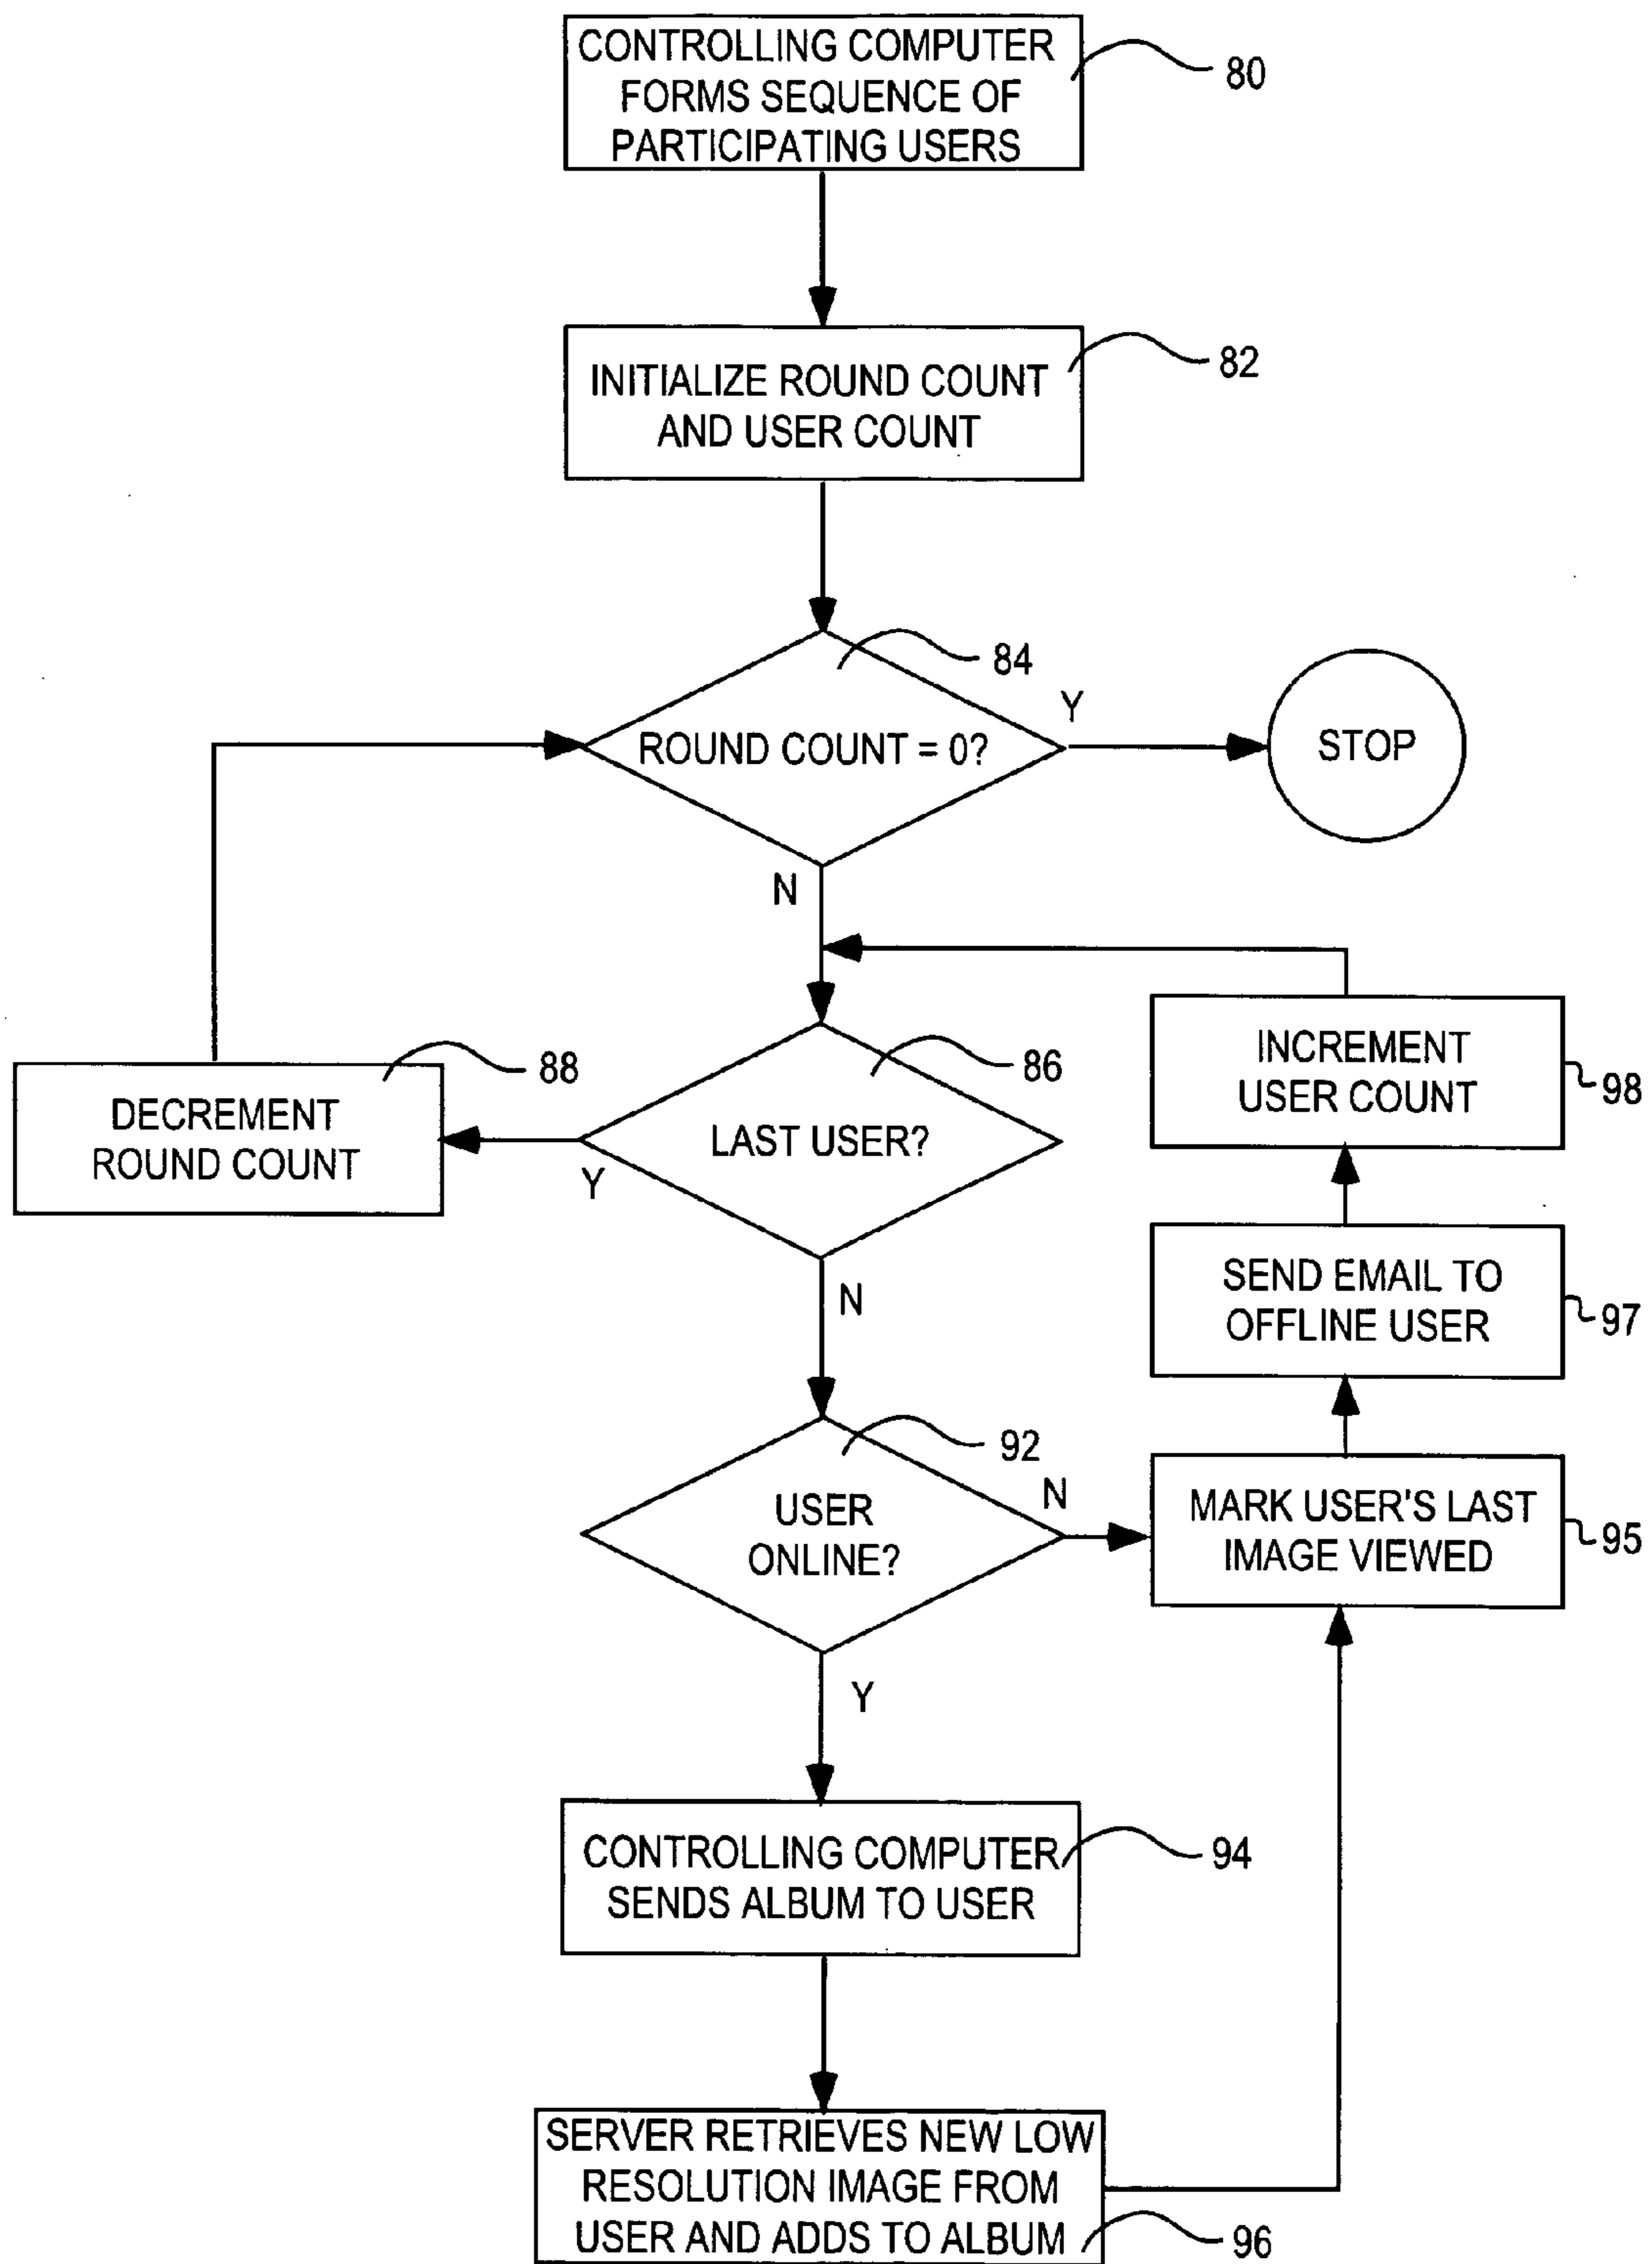 CONTROLLING COMPUTER
FORMS SEQUENCE OF
PARTICIPATING USERS
80
INITIALIZE ROUND COUNT
AND USER COUNT
82
84
ROUND COUNT = 0?
Y
STOP
N
86
LAST USER?
Y
88
DECREMENT
ROUND COUNT
N
INCREMENT
USER COUNT
98
SEND EMAIL TO
OFFLINE USER
97
92
USER
ONLINE?
N
MARK USER'S LAST
IMAGE VIEWED
95
Y
CONTROLLING COMPUTER
SENDS ALBUM TO USER
94
SERVER RETRIEVES NEW LOW
RESOLUTION IMAGE FROM
USER AND ADDS TO ALBUM
96